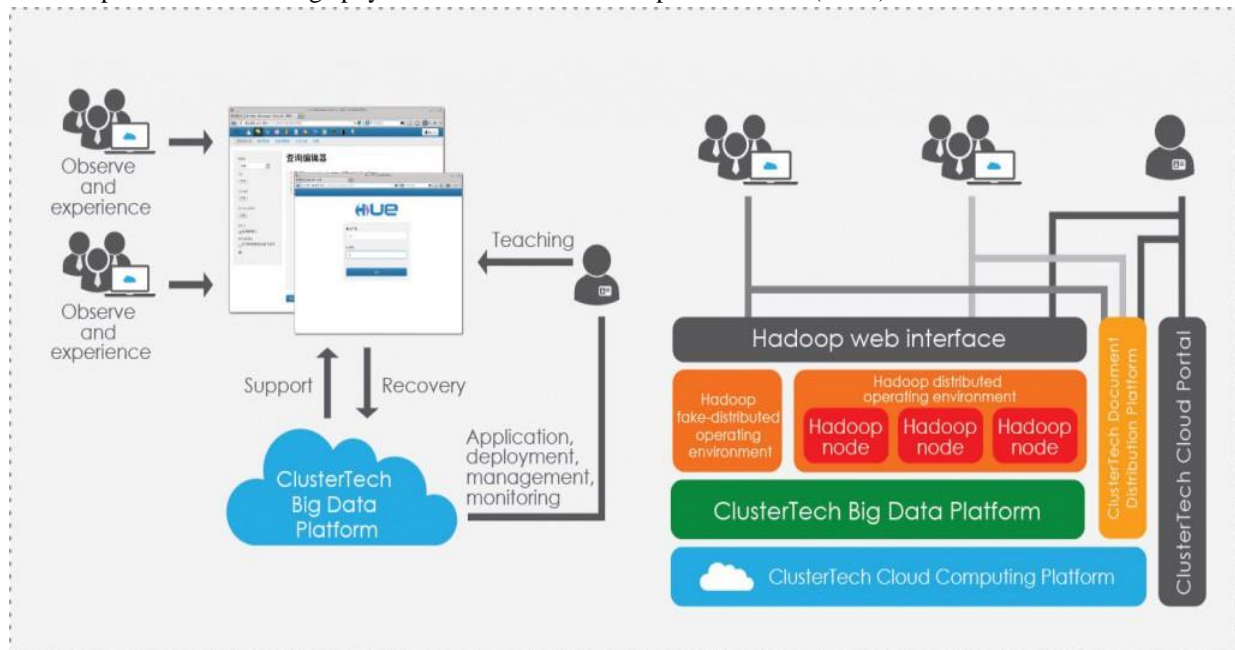 Observe
and
experience
Observe
and
experience
查询编辑器
HUE
Teaching
Support
Recovery
ClusterTech
Big Data
Platform
Application,
deployment,
management,
monitoring
Hadoop web interface
Hadoop
fake-distributed
operating
environment
Hadoop distributed
operating environment
Hadoop
node
Hadoop
node
Hadoop
node
ClusterTech Big Data Platform
ClusterTech Cloud Computing Platform
ClusterTech Document
Distribution Platform
ClusterTech Cloud Portal